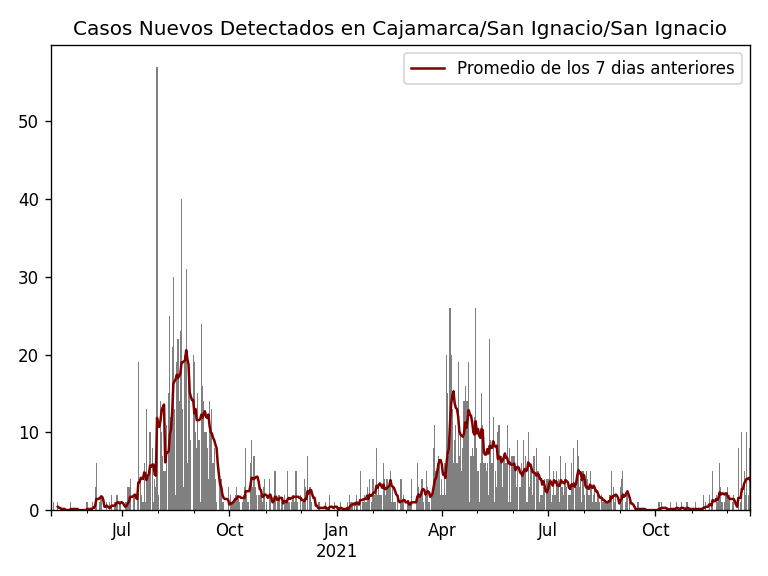 Casos Nuevos Detectados en Cajamarca/San Ignacio/San Ignacio
Promedio de los 7 dias anteriores
50
40
30
20
10
0
Jul Oct Jan Apr Jul Oct
2021